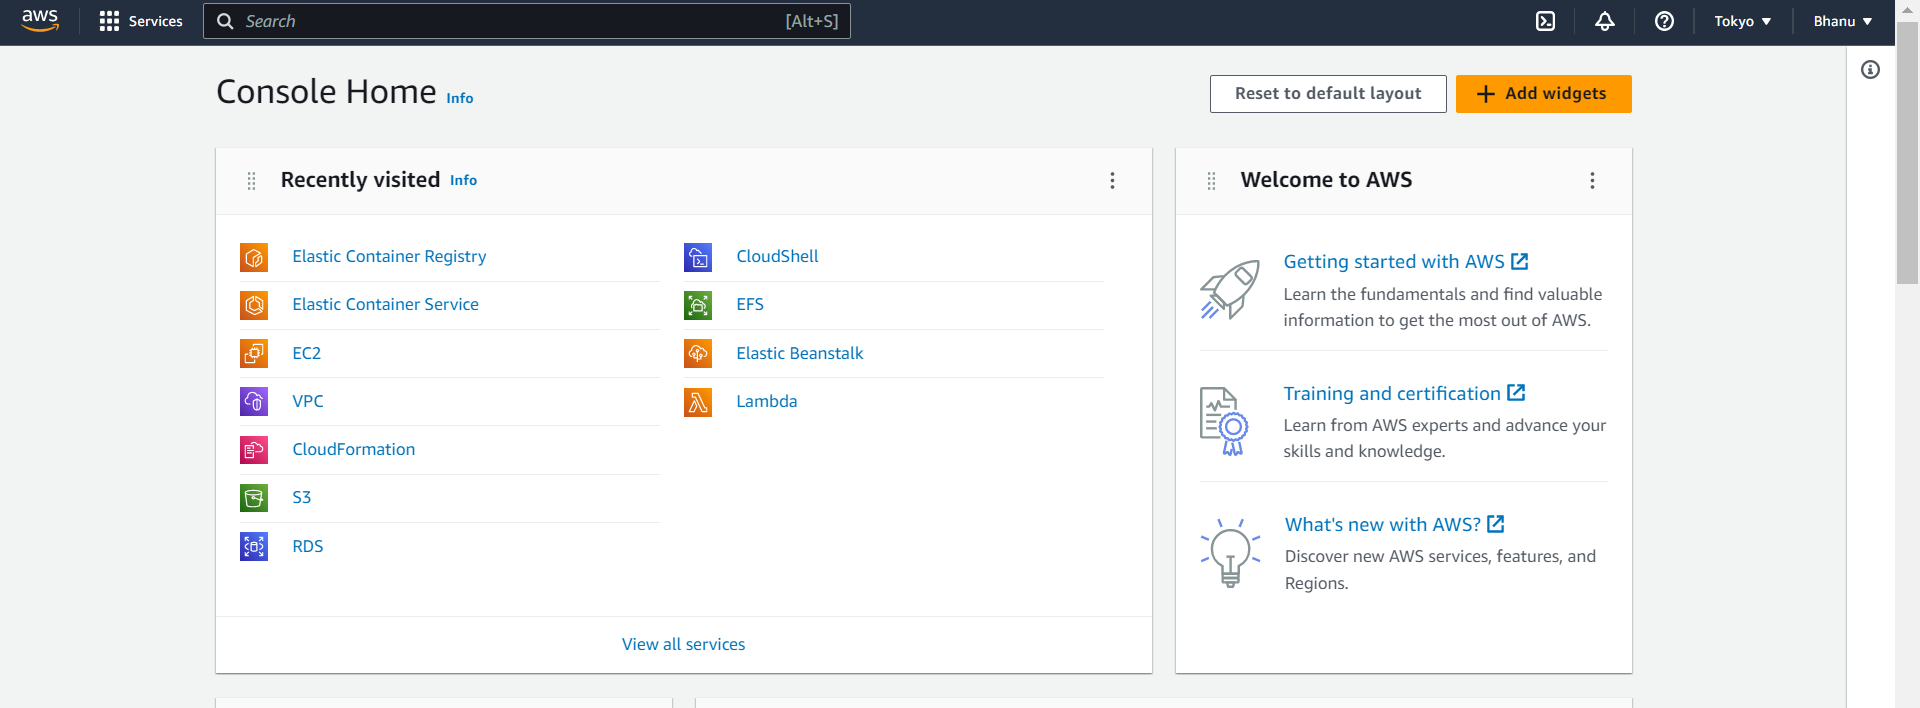 aws
Services
Search [Alt+S]
Tokyo
Bhanu
Console Home Info
Reset to default layout
Add widgets
Recently visited Info
Elastic Container Registry
Elastic Container Service
EC2
VPC
CloudFormation
S3
RDS
CloudShell
EFS
Elastic Beanstalk
Lambda
View all services
Welcome to AWS
Getting started with AWS
Learn the fundamentals and find valuable
information to get the most out of AWS.
Training and certification
Learn from AWS experts and advance your
skills and knowledge.
What's new with AWS?
Discover new AWS services, features, and
Regions.